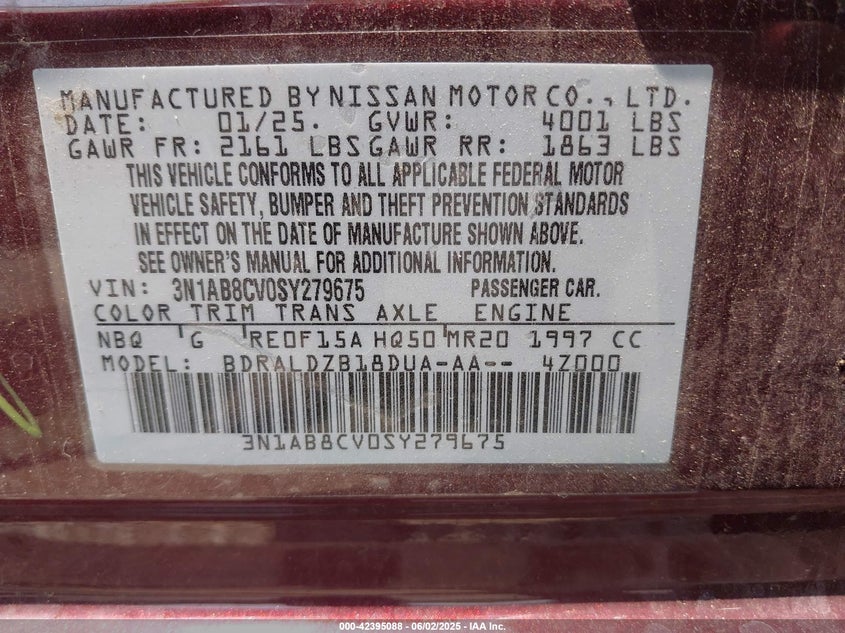 MANUFACTURED BY NISSAN MOTOR CO., LTD.
DATE: 01/25. GVWR: 4001 LBS
GAWR FR: 2161 LBS GAWR RR: 1863 LBS
THIS VEHICLE CONFORMS TO ALL APPLICABLE FEDERAL MOTOR
VEHICLE SAFETY, BUMPER AND THEFT PREVENTION STANDARDS
IN EFFECT ON THE DATE OF MANUFACTURE SHOWN ABOVE.
SEE OWNER'S MANUAL FOR ADDITIONAL INFORMATION.
VIN: 3N1AB8CV0SY279675 PASSENGER CAR.
COLOR TRIM TRANS AXLE ENGINE
NBQ G RE0F15A HQ50 MR20 1997 CC
MODEL: BDRALDZB18DUA-AA-- 4Z000
3N1AB8CV0SY279675
000-42395088 - 06/02/2025 - IAA Inc.